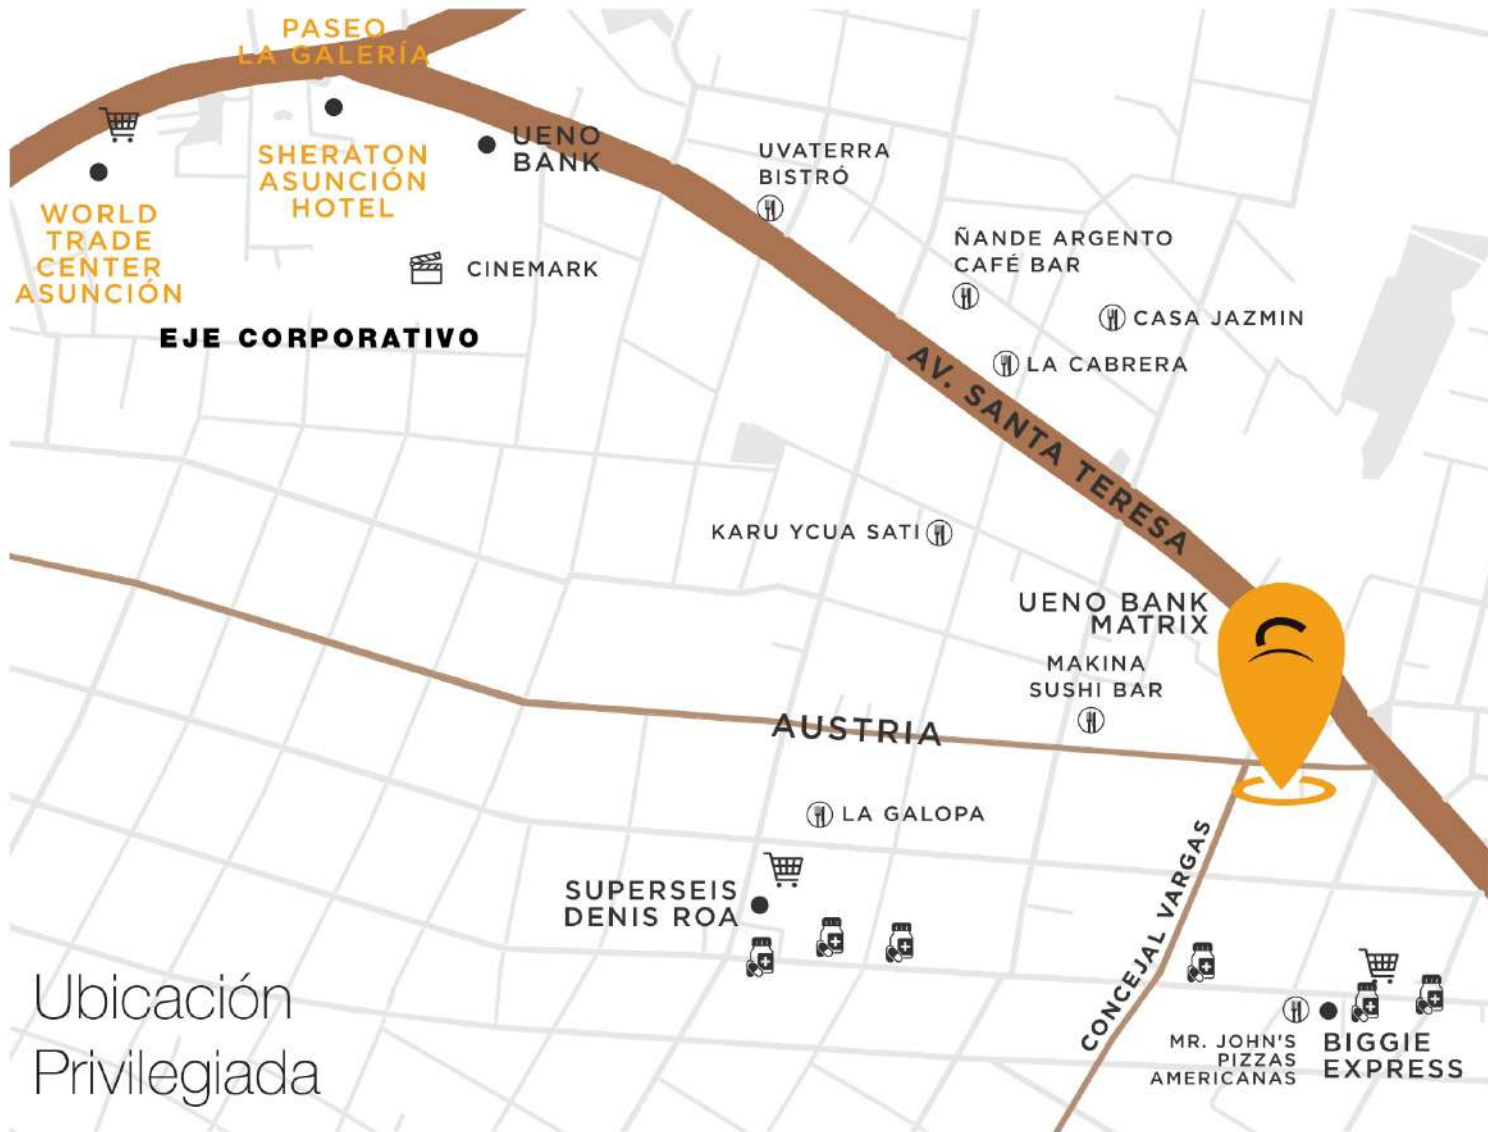 PASEO
LA GALERÍA
UENO
BANK
SHERATON
ASUNCIÓN
HOTEL
WORLD
TRADE
CENTER
ASUNCIÓN
CINEMARK
EJE CORPORATIVO
UVATERRA
BISTRÓ
ÑANDE ARGENTO
CAFÉ BAR
CASA JAZMIN
LA CABRERA
AV. SANTA TERESA
KARU YCUA SATI
UENO BANK
MATRIX
MAKINA
SUSHI BAR
AUSTRIA
LA GALOPA
SUPERSEIS
DENIS ROA
CONCEJAL VARGAS
MR. JOHN'S
PIZZAS
AMERICANAS
BIGGIE
EXPRESS
Ubicación
Privilegiada